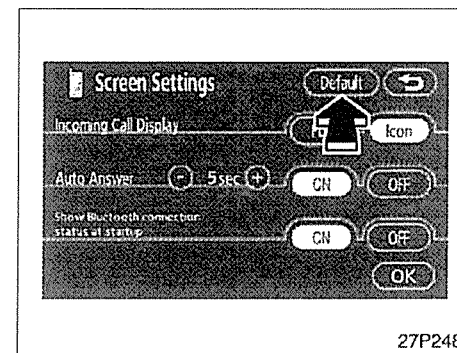 Screen Settings Default
Incoming Call Display Icon
Auto Answer - 5sec + ON OFF
Show Bluetooth connection
status at startup ON OFF
OK
27P248